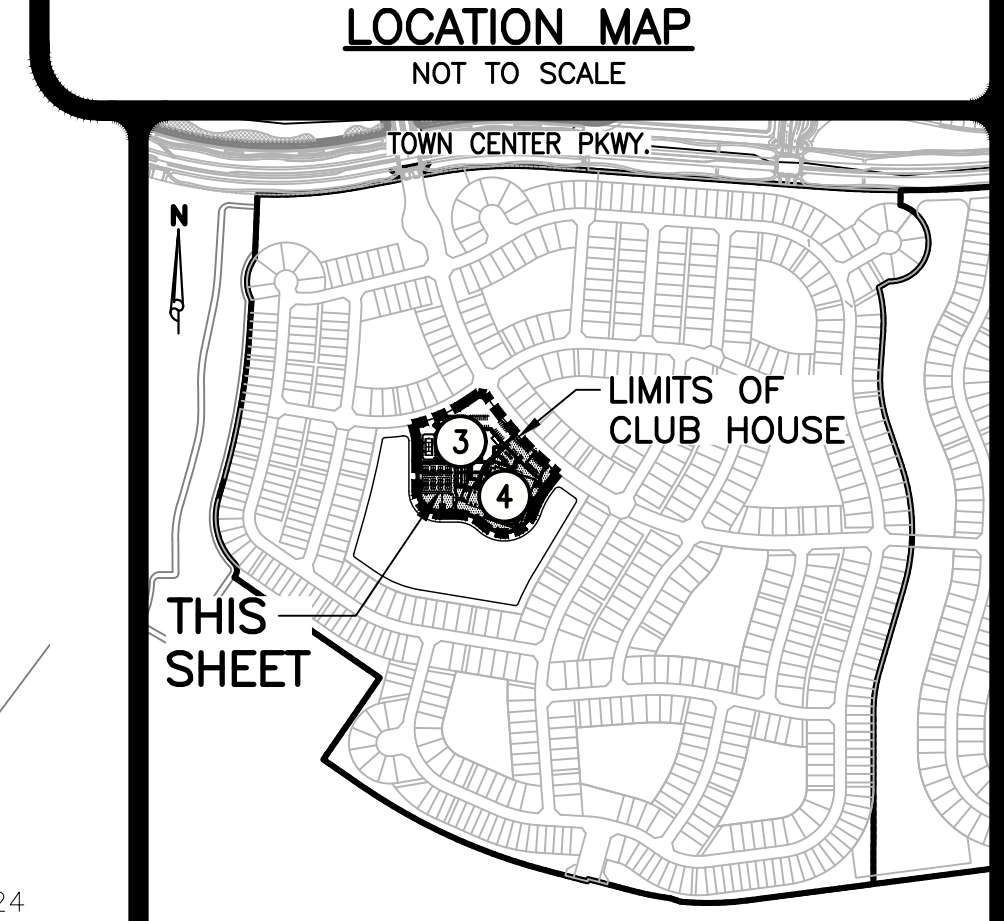 LOCATION MAP
NOT TO SCALE
TOWN CENTER PKWY.
N
LIMITS OF
CLUB HOUSE
3
4
THIS
SHEET
24